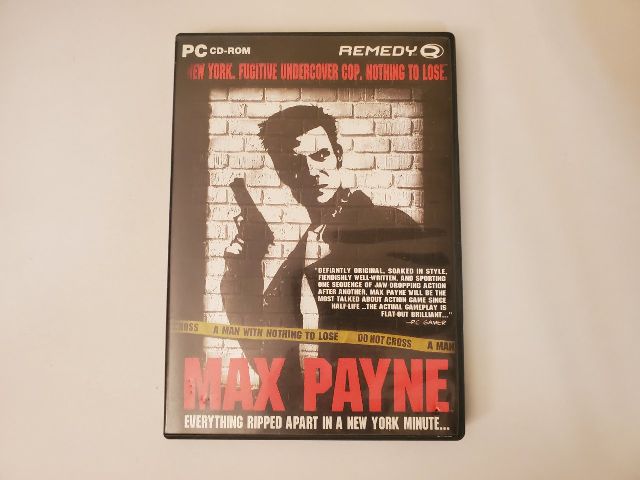 PC CD-ROM
REMEDY
NEW YORK. FUGITIVE UNDERCOVER COP. NOTHING TO LOSE.
"DEFIANTLY ORIGINAL, SOAKED IN STYLE,
FIENDISHLY WELL-WRITTEN, AND SPORTING
ONE SEQUENCE OF JAW DROPPING ACTION
AFTER ANOTHER, MAX PAYNE WILL BE THE
MOST TALKED ABOUT ACTION GAME SINCE
HALF-LIFE ...THE ACTUAL GAMEPLAY IS
FLAT-OUT BRILLIANT..."
-PC GAMER
CROSS A MAN WITH NOTHING TO LOSE DO NOT CROSS A MAN
MAX PAYNE
EVERYTHING RIPPED APART IN A NEW YORK MINUTE...